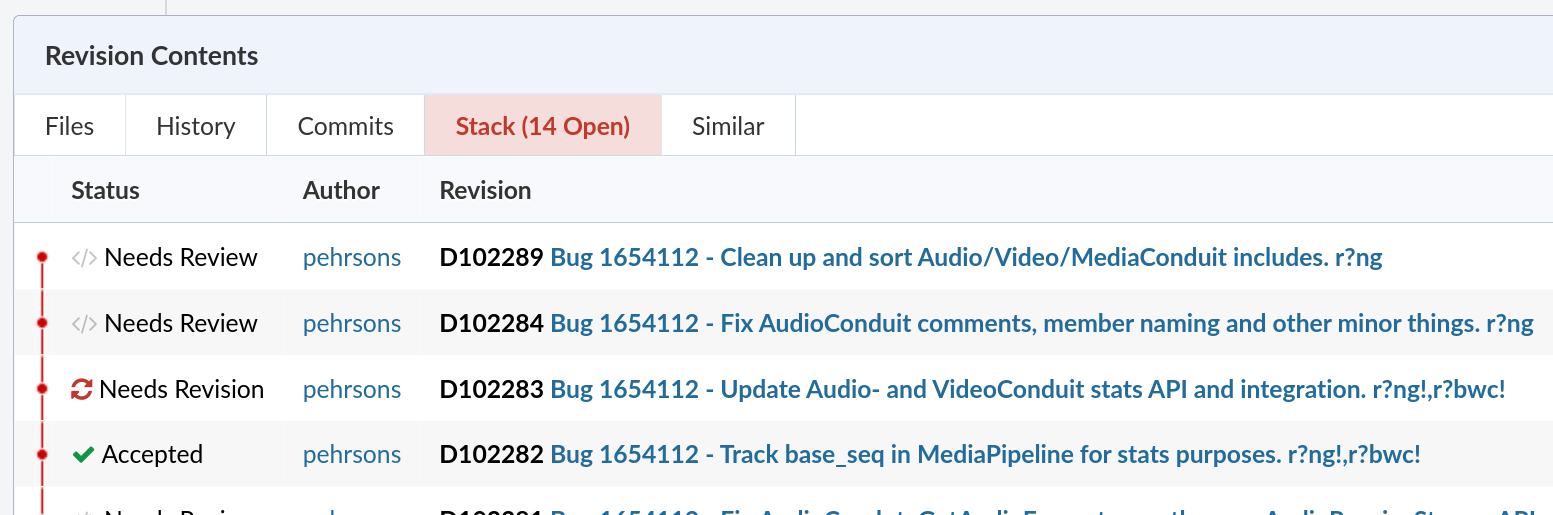 Revision Contents
Files History Commits Stack (14 Open) Similar
Status Author Revision
</> Needs Review pehrsons D102289 Bug 1654112 - Clean up and sort Audio/Video/MediaConduit includes. r?ng
</> Needs Review pehrsons D102284 Bug 1654112 - Fix AudioConduit comments, member naming and other minor things. r?ng
Needs Revision pehrsons D102283 Bug 1654112 - Update Audio- and VideoConduit stats API and integration. r?ng!,r?bwc!
Accepted pehrsons D102282 Bug 1654112 - Track base_seq in MediaPipeline for stats purposes. r?ng!,r?bwc!